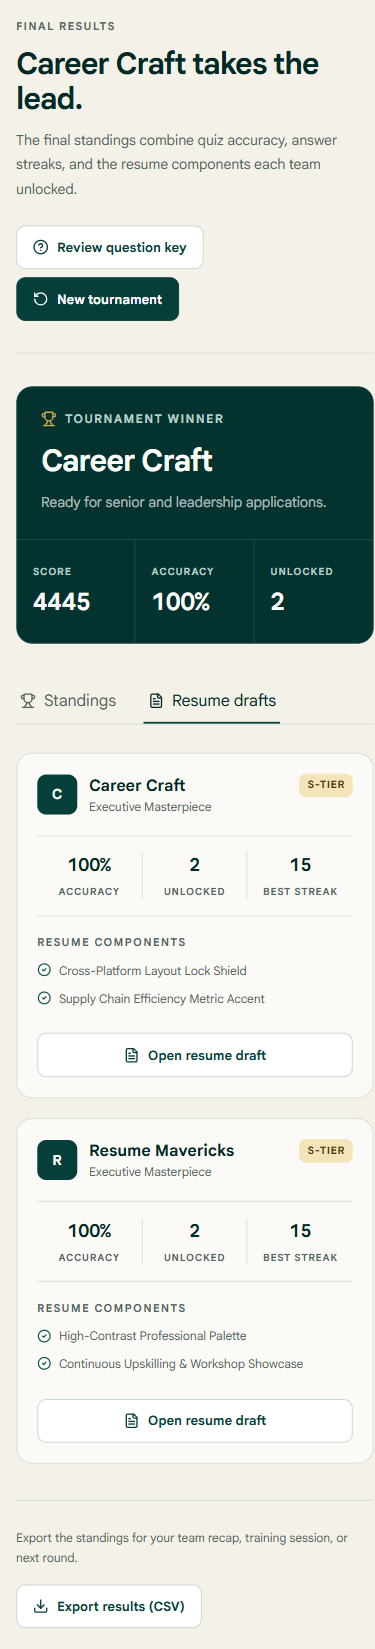 FINAL RESULTS
Career Craft takes the
lead.
The final standings combine quiz accuracy, answer
streaks, and the resume components each team
unlocked.
Review question key
New tournament
TOURNAMENT WINNER
Career Craft
Ready for senior and leadership applications.
SCORE ACCURACY UNLOCKED
4445 100% 2
Standings Resume drafts
C Career Craft S-TIER
Executive Masterpiece
100% 2 15
ACCURACY UNLOCKED BEST STREAK
RESUME COMPONENTS
Cross-Platform Layout Lock Shield
Supply Chain Efficiency Metric Accent
Open resume draft
R Resume Mavericks S-TIER
Executive Masterpiece
100% 2 15
ACCURACY UNLOCKED BEST STREAK
RESUME COMPONENTS
High-Contrast Professional Palette
Continuous Upskilling & Workshop Showcase
Open resume draft
Export the standings for your team recap, training session, or
next round.
Export results (CSV)